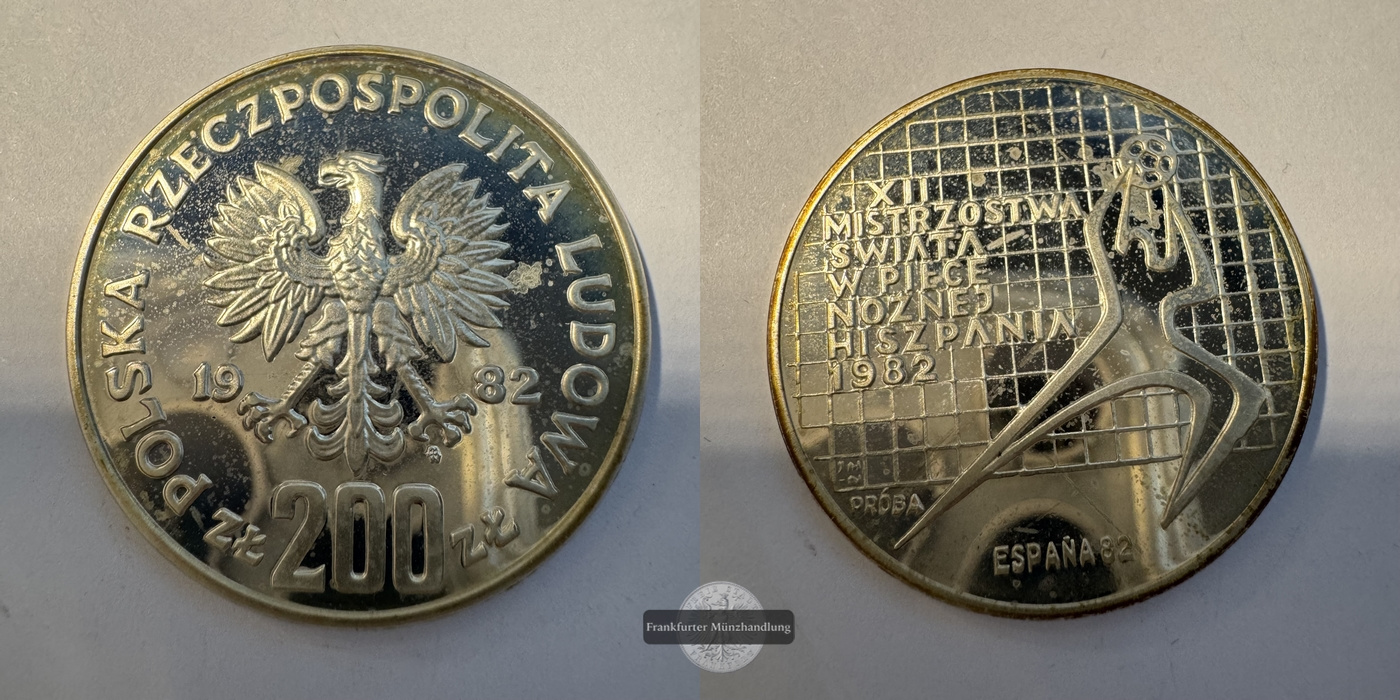 POLSKA RZECZPOSPOLITA LUDOWA
19 82
ZŁ 200 ZŁ
XII
MISTRZOSTWA
ŚWIATA
W PIŁCE
NOŻNEJ
HISZPANIA
1982
PRÓBA
ESPAÑA 82
Frankfurter Münzhandlung